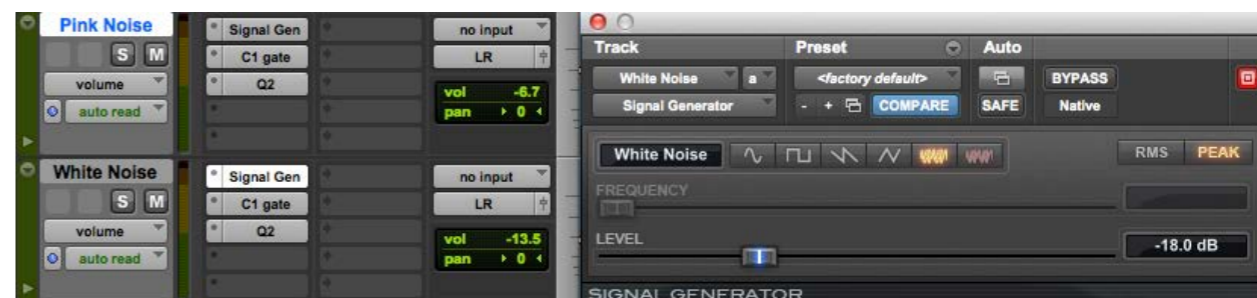 Pink Noise
S M
volume
auto read
Signal Gen
C1 gate
Q2
no input
LR
vol -6.7
pan 0
White Noise
S M
volume
auto read
Signal Gen
C1 gate
Q2
no input
LR
vol -13.5
pan 0
Track Preset Auto
White Noise a <factory default> BYPASS
Signal Generator - + COMPARE SAFE Native
White Noise RMS PEAK
FREQUENCY
LEVEL
-18.0 dB
SIGNAL GENERATOR